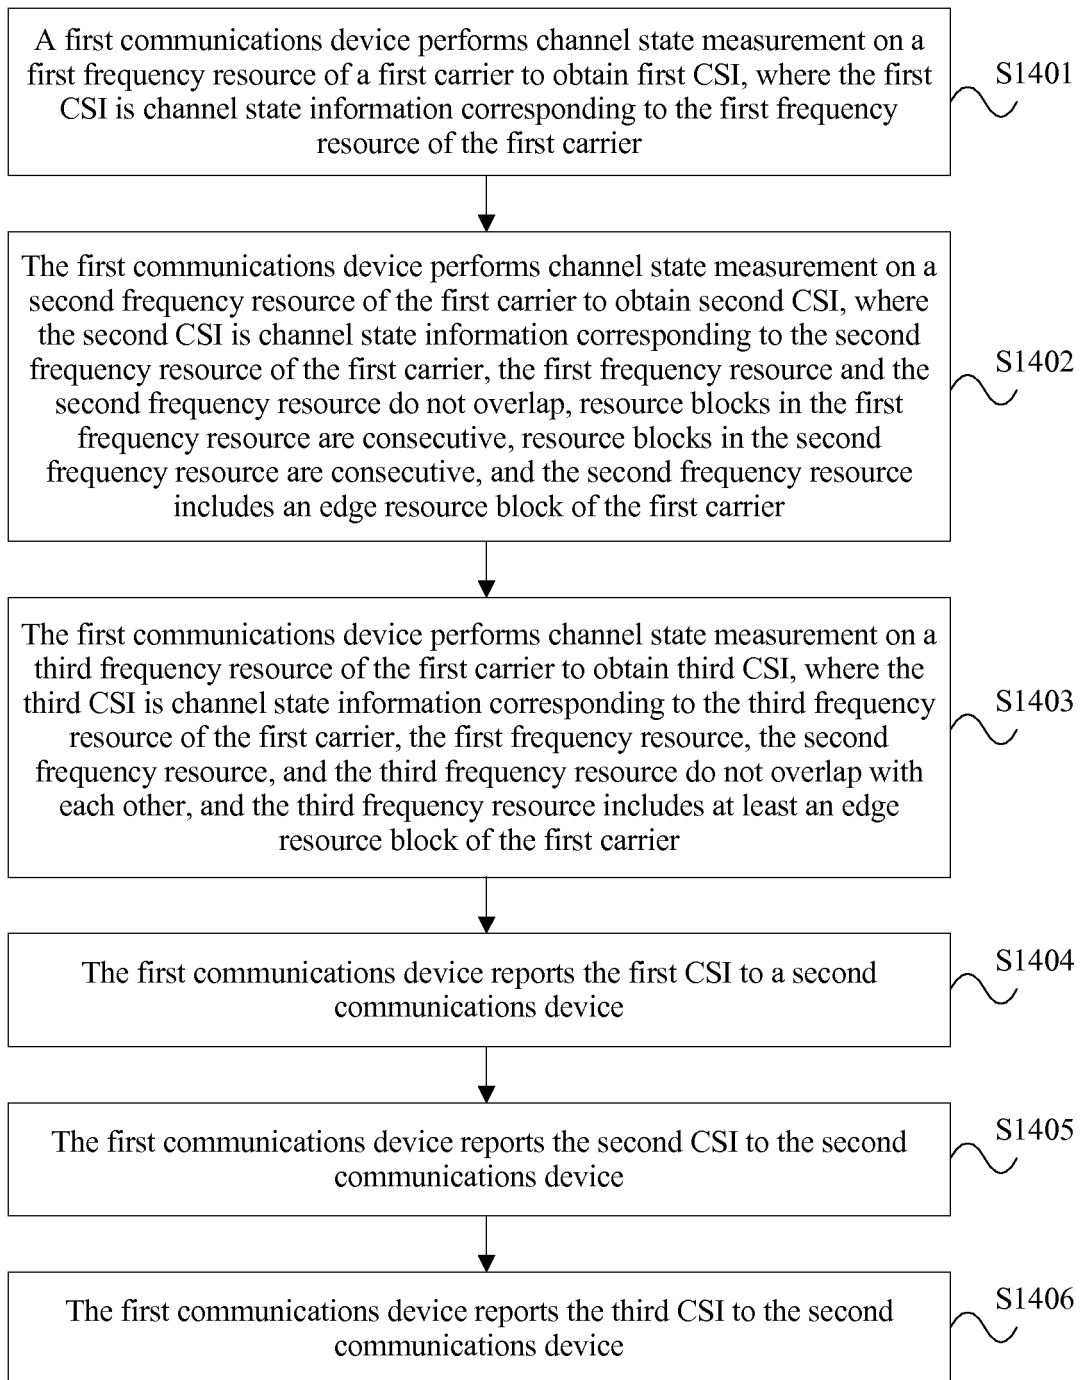 A first communications device performs channel state measurement on a
first frequency resource of a first carrier to obtain first CSI, where the first
CSI is channel state information corresponding to the first frequency
resource of the first carrier
S1401
The first communications device performs channel state measurement on a
second frequency resource of the first carrier to obtain second CSI, where
the second CSI is channel state information corresponding to the second
frequency resource of the first carrier, the first frequency resource and the
second frequency resource do not overlap, resource blocks in the first
frequency resource are consecutive, resource blocks in the second
frequency resource are consecutive, and the second frequency resource
includes an edge resource block of the first carrier
S1402
The first communications device performs channel state measurement on a
third frequency resource of the first carrier to obtain third CSI, where the
third CSI is channel state information corresponding to the third frequency
resource of the first carrier, the first frequency resource, the second
frequency resource, and the third frequency resource do not overlap with
each other, and the third frequency resource includes at least an edge
resource block of the first carrier
S1403
The first communications device reports the first CSI to a second
communications device
S1404
The first communications device reports the second CSI to the second
communications device
S1405
The first communications device reports the third CSI to the second
communications device
S1406